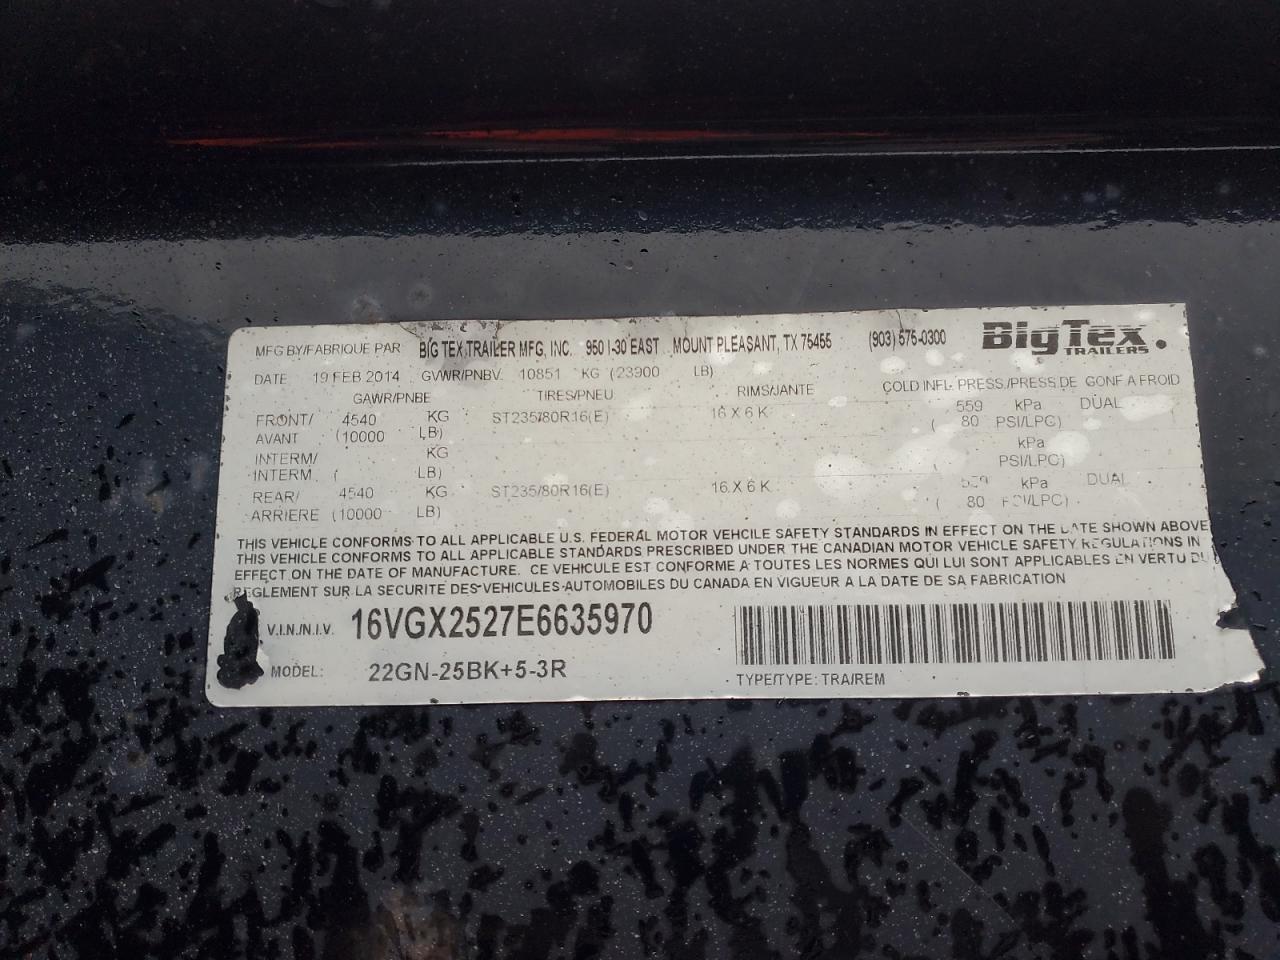 MFG BY/FABRIQUE PAR BIG TEX TRAILER MFG, INC. 950 I-30 EAST MOUNT PLEASANT, TX 75455 (903) 575-0300 Big Tex TRAILERS
DATE 19 FEB 2014 GVWR/PNBV 10851 KG (23900 LB)
GAWR/PNBE TIRES/PNEU RIMS/JANTE COLD INFL. PRESS./PRESS.DE GONF A FROID
FRONT/ 4540 KG ST235/80R16(E) 16 X 6 K 559 kPa DUAL
AVANT (10000 LB) ( 80 PSI/LPC)
INTERM/ KG kPa
INTERM. ( LB) PSI/LPC)
REAR/ 4540 KG ST235/80R16(E) 16 X 6 K kPa DUAL
ARRIERE (10000 LB) ( 80 PSI/LPC)
THIS VEHICLE CONFORMS TO ALL APPLICABLE U.S. FEDERAL MOTOR VEHCILE SAFETY STANDARDS IN EFFECT ON THE DATE SHOWN ABOVE
THIS VEHICLE CONFORMS TO ALL APPLICABLE STANDARDS PRESCRIBED UNDER THE CANADIAN MOTOR VEHICLE SAFETY REGULATIONS IN
EFFECT ON THE DATE OF MANUFACTURE. CE VEHICULE EST CONFORME A TOUTES LES NORMES QUI LUI SONT APPLICABLES EN VERTU DU
REGLEMENT SUR LA SECURITE DES VEHICULES AUTOMOBILES DU CANADA EN VIGUEUR A LA DATE DE SA FABRICATION
V.I.N./N.I.V. 16VGX2527E6635970
MODEL: 22GN-25BK+5-3R
TYPE/TYPE: TRA/REM